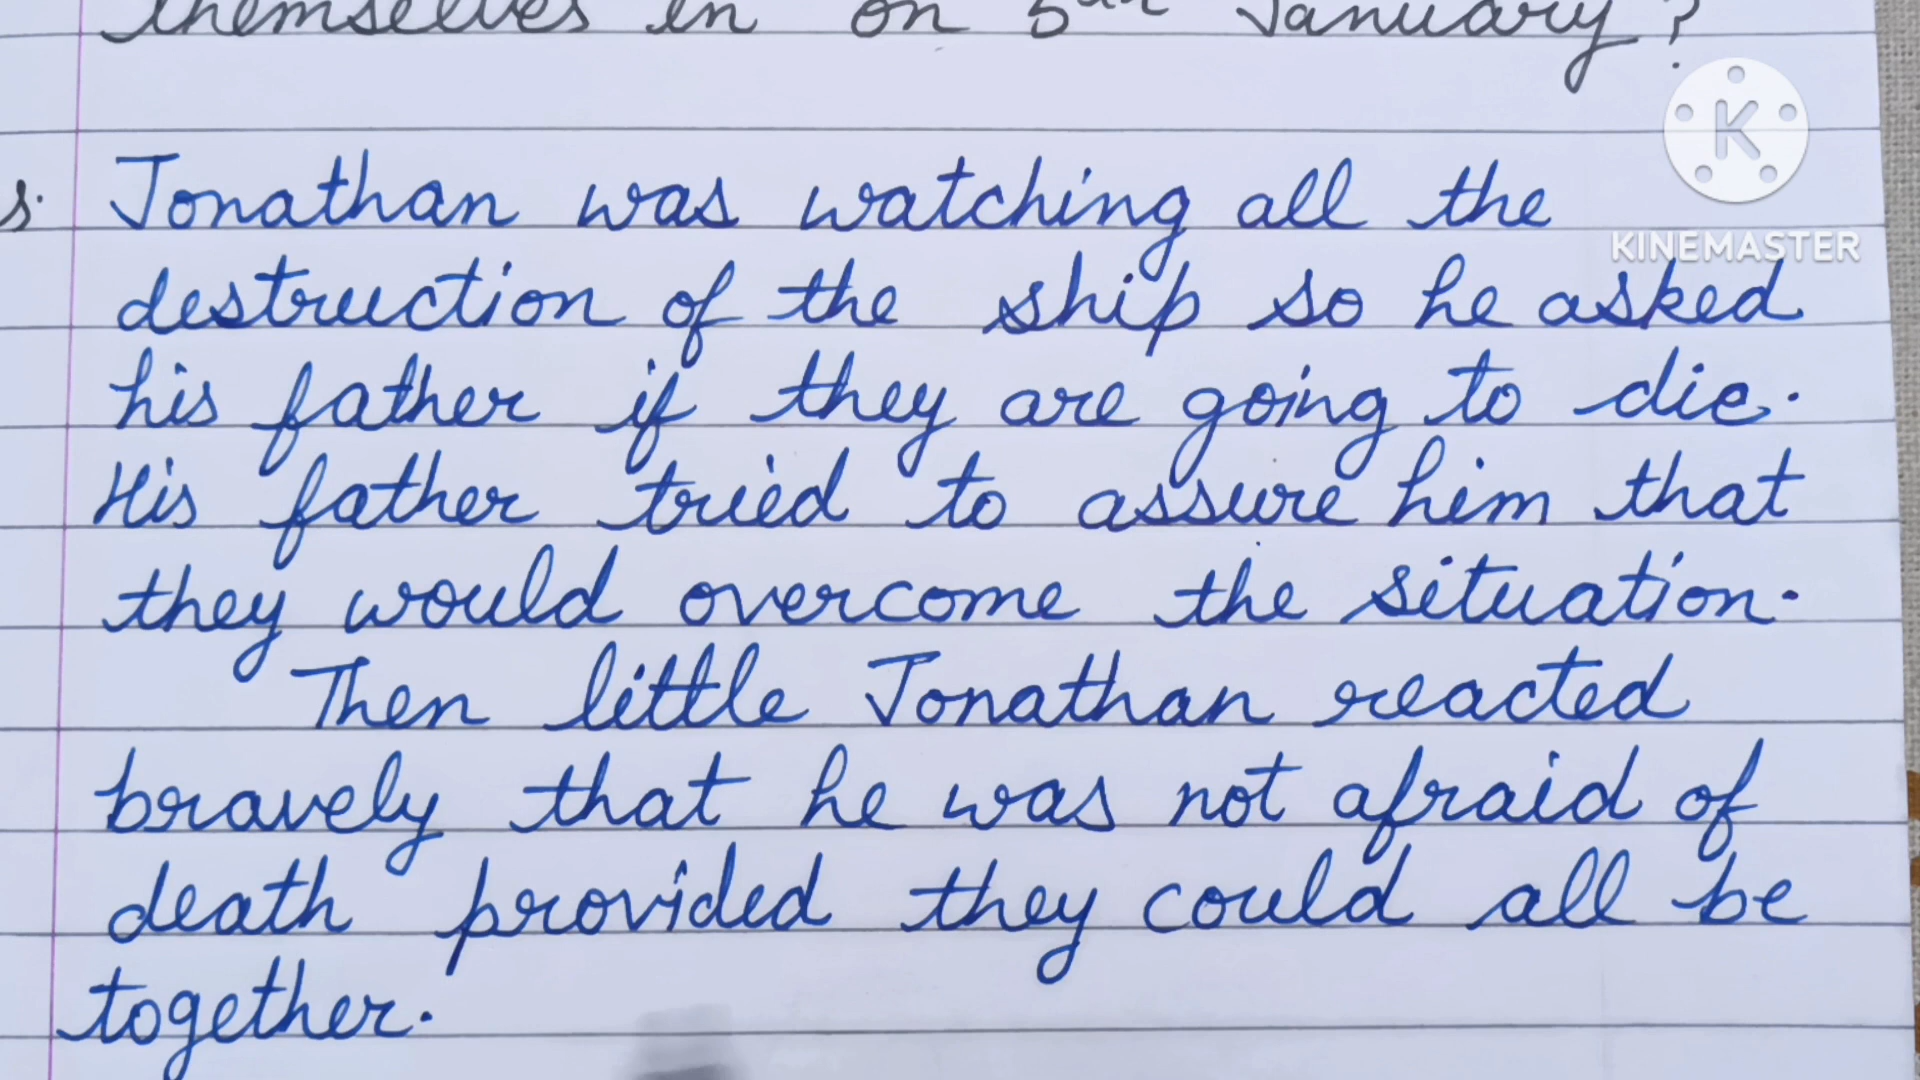 themselves in on 5th January?
s. Jonathan was watching all the
destruction of the ship so he asked
his father if they are going to die.
His father tried to assure him that
they would overcome the situation.
Then little Jonathan reacted
bravely that he was not afraid of
death provided they could all be
together.
K
KINEMASTER